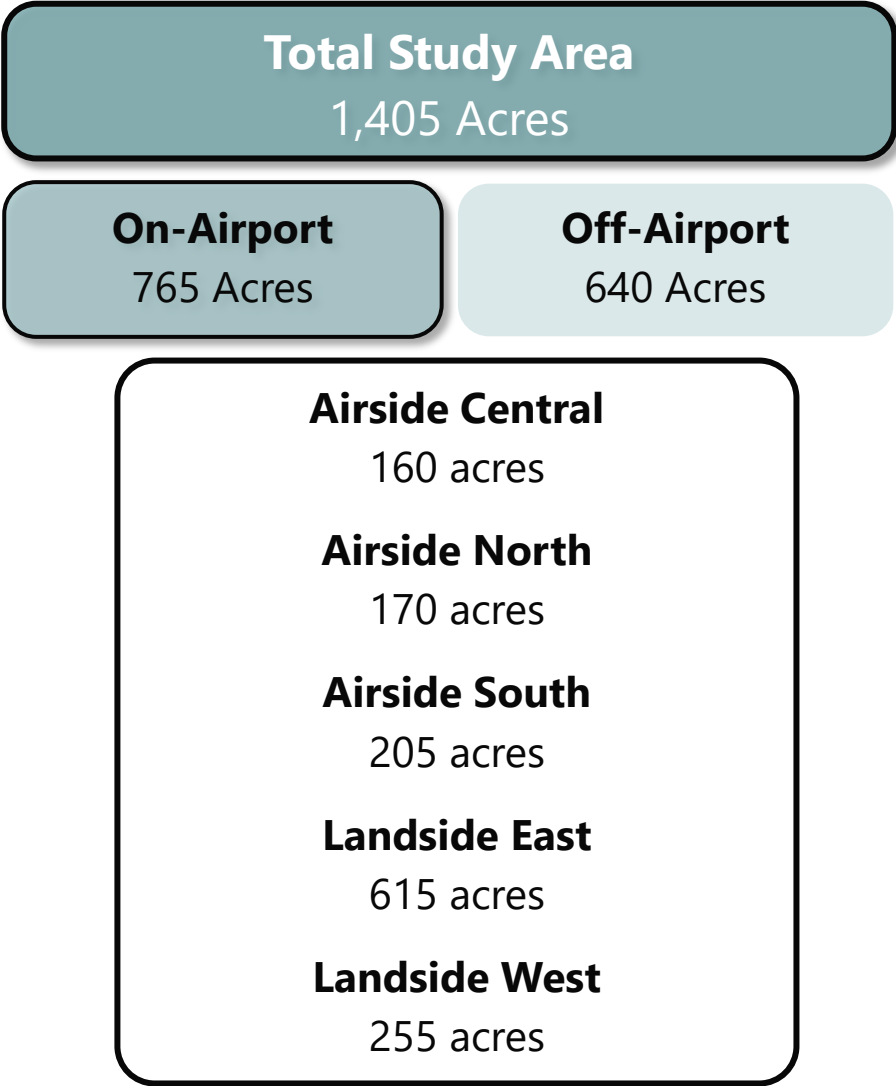 Total Study Area
1,405 Acres
On-Airport
765 Acres
Off-Airport
640 Acres
Airside Central
160 acres
Airside North
170 acres
Airside South
205 acres
Landside East
615 acres
Landside West
255 acres